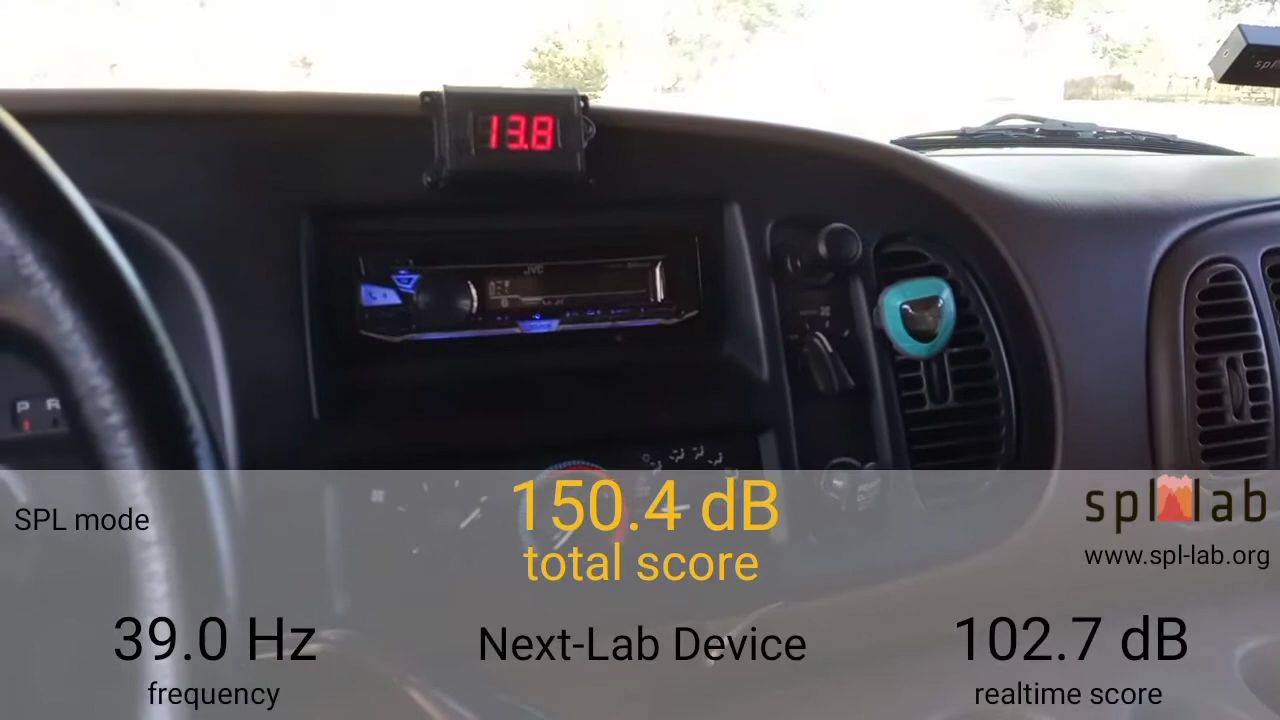 spl
13.8
JVC
P R
SPL mode
150.4 dB
total score
spl lab
www.spl-lab.org
39.0 Hz
frequency
Next-Lab Device
102.7 dB
realtime score